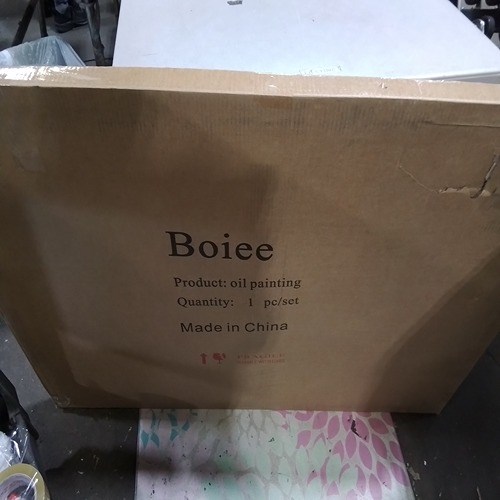 Boiee
Product: oil painting
Quantity: 1 pc/set
Made in China